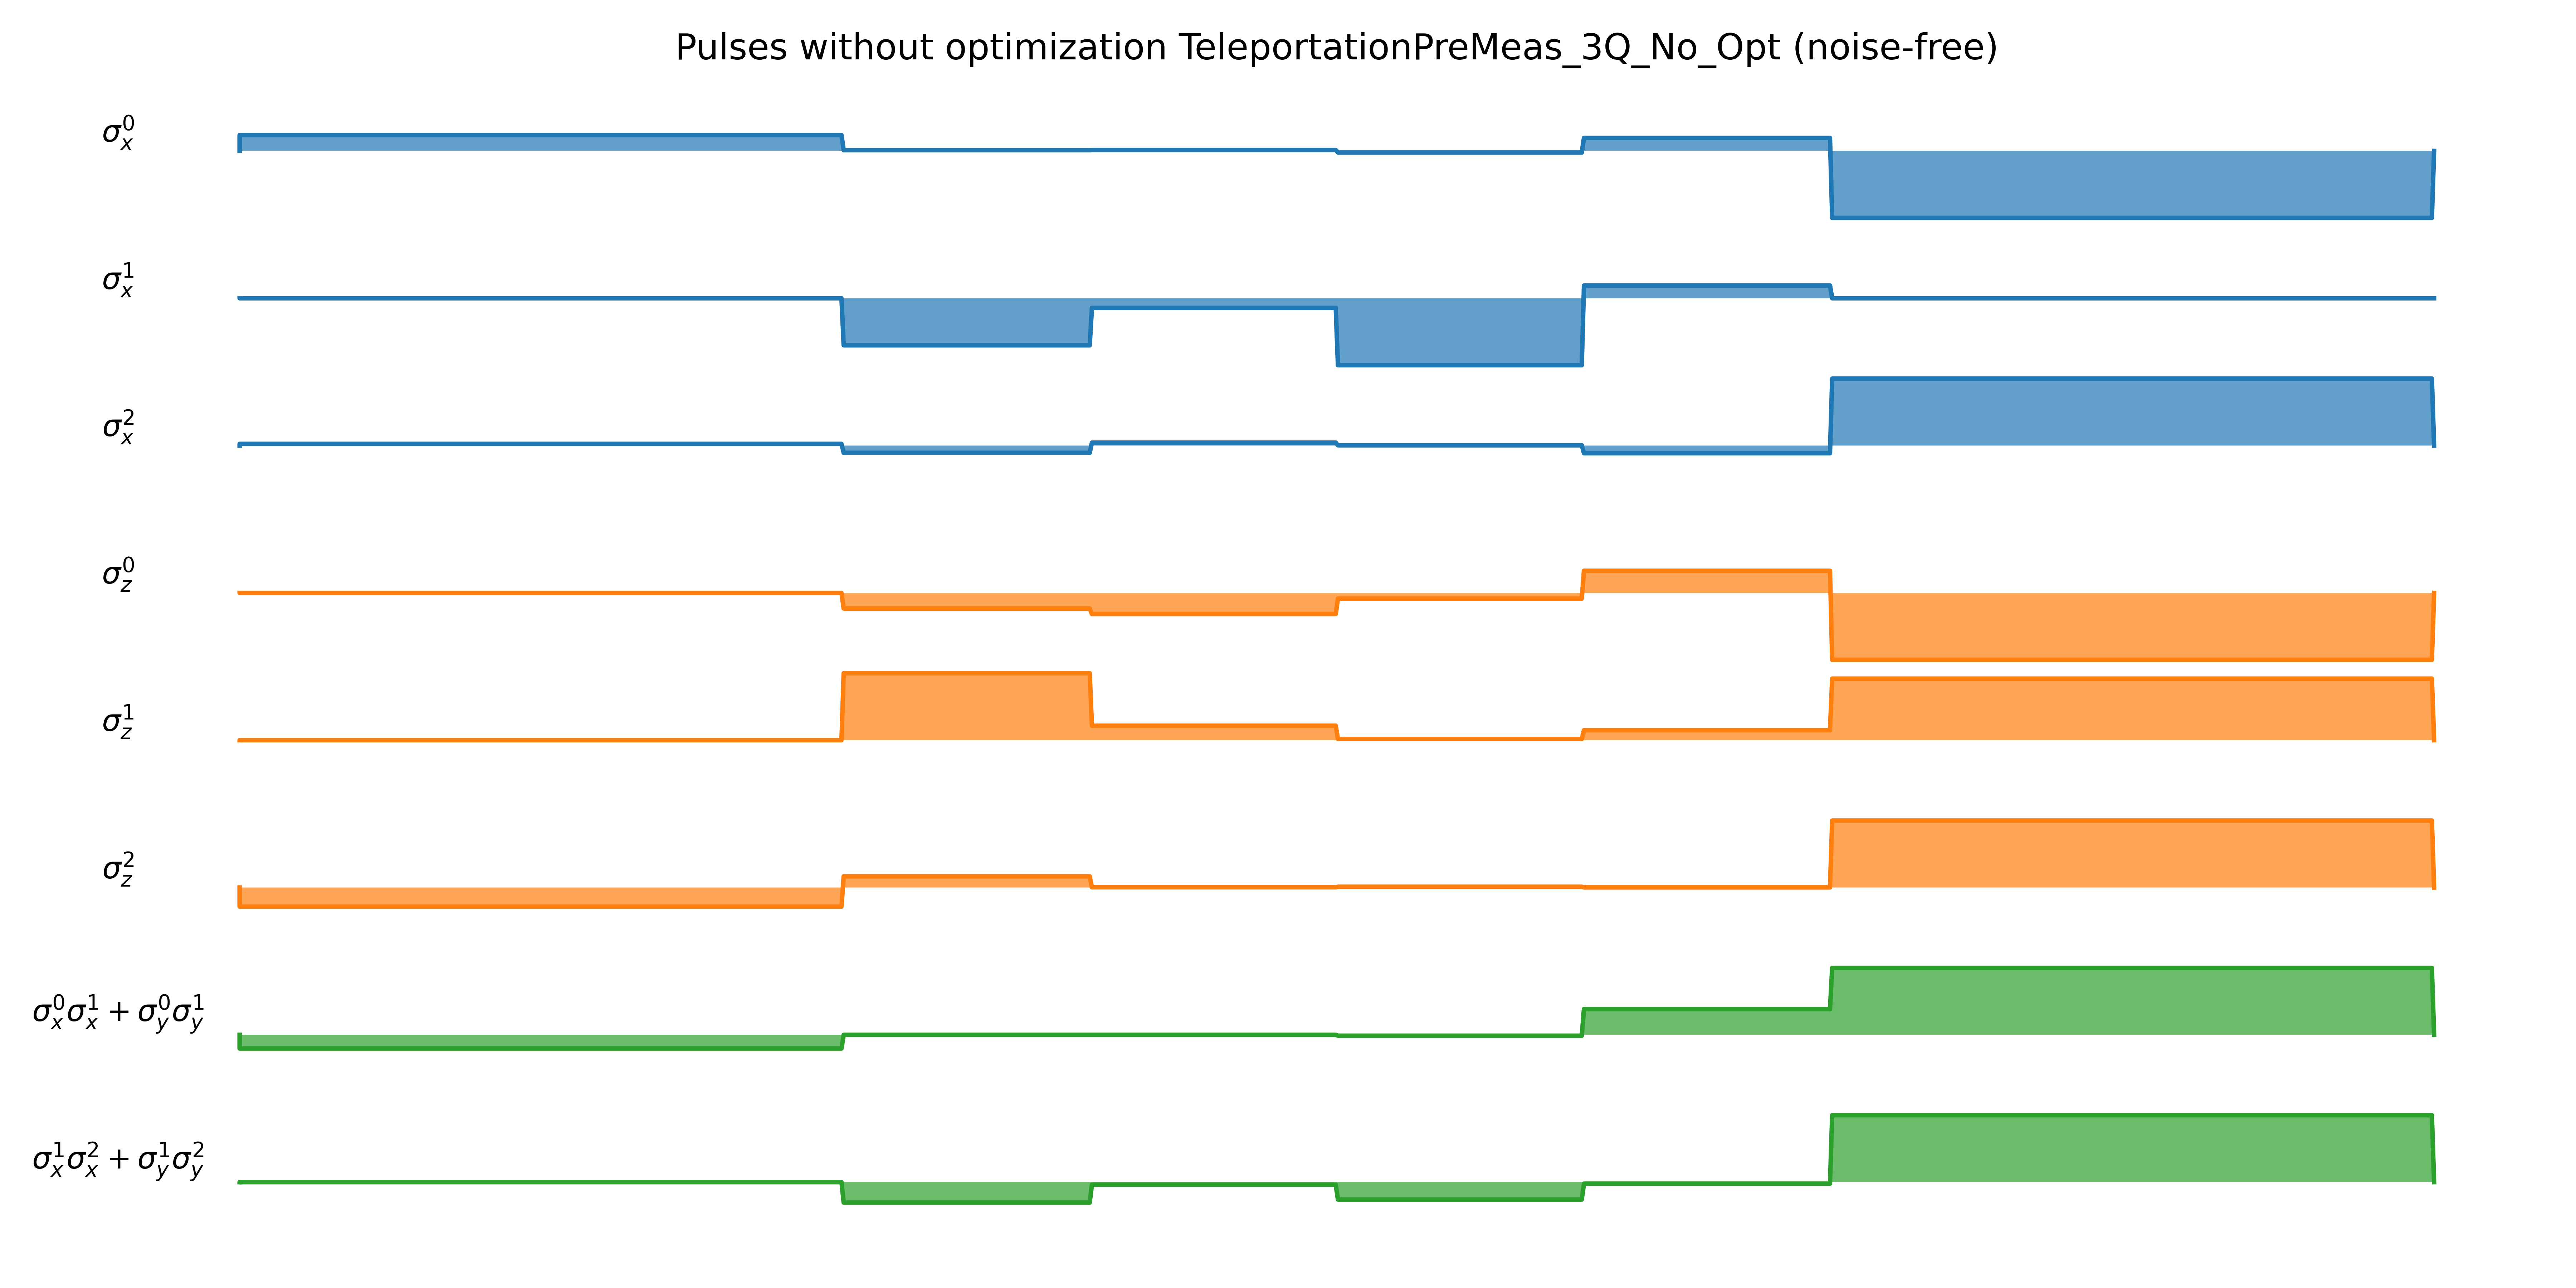 Pulses without optimization TeleportationPreMeas_3Q_No_Opt (noise-free)
σ_x^0
σ_x^1
σ_x^2
σ_z^0
σ_z^1
σ_z^2
σ_x^0σ_x^1 + σ_y^0σ_y^1
σ_x^1σ_x^2 + σ_y^1σ_y^2